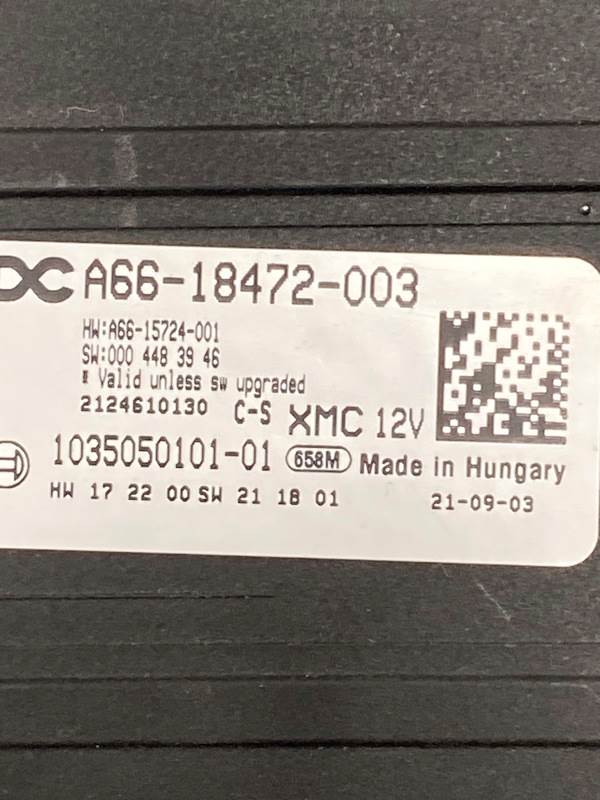 DC A66-18472-003
HW:A66-15724-001
SW:000 448 39 46
* Valid unless sw upgraded
2124610130 C-S XMC 12V
1035050101-01 658M Made in Hungary
HW 17 22 00 SW 21 18 01 21-09-03